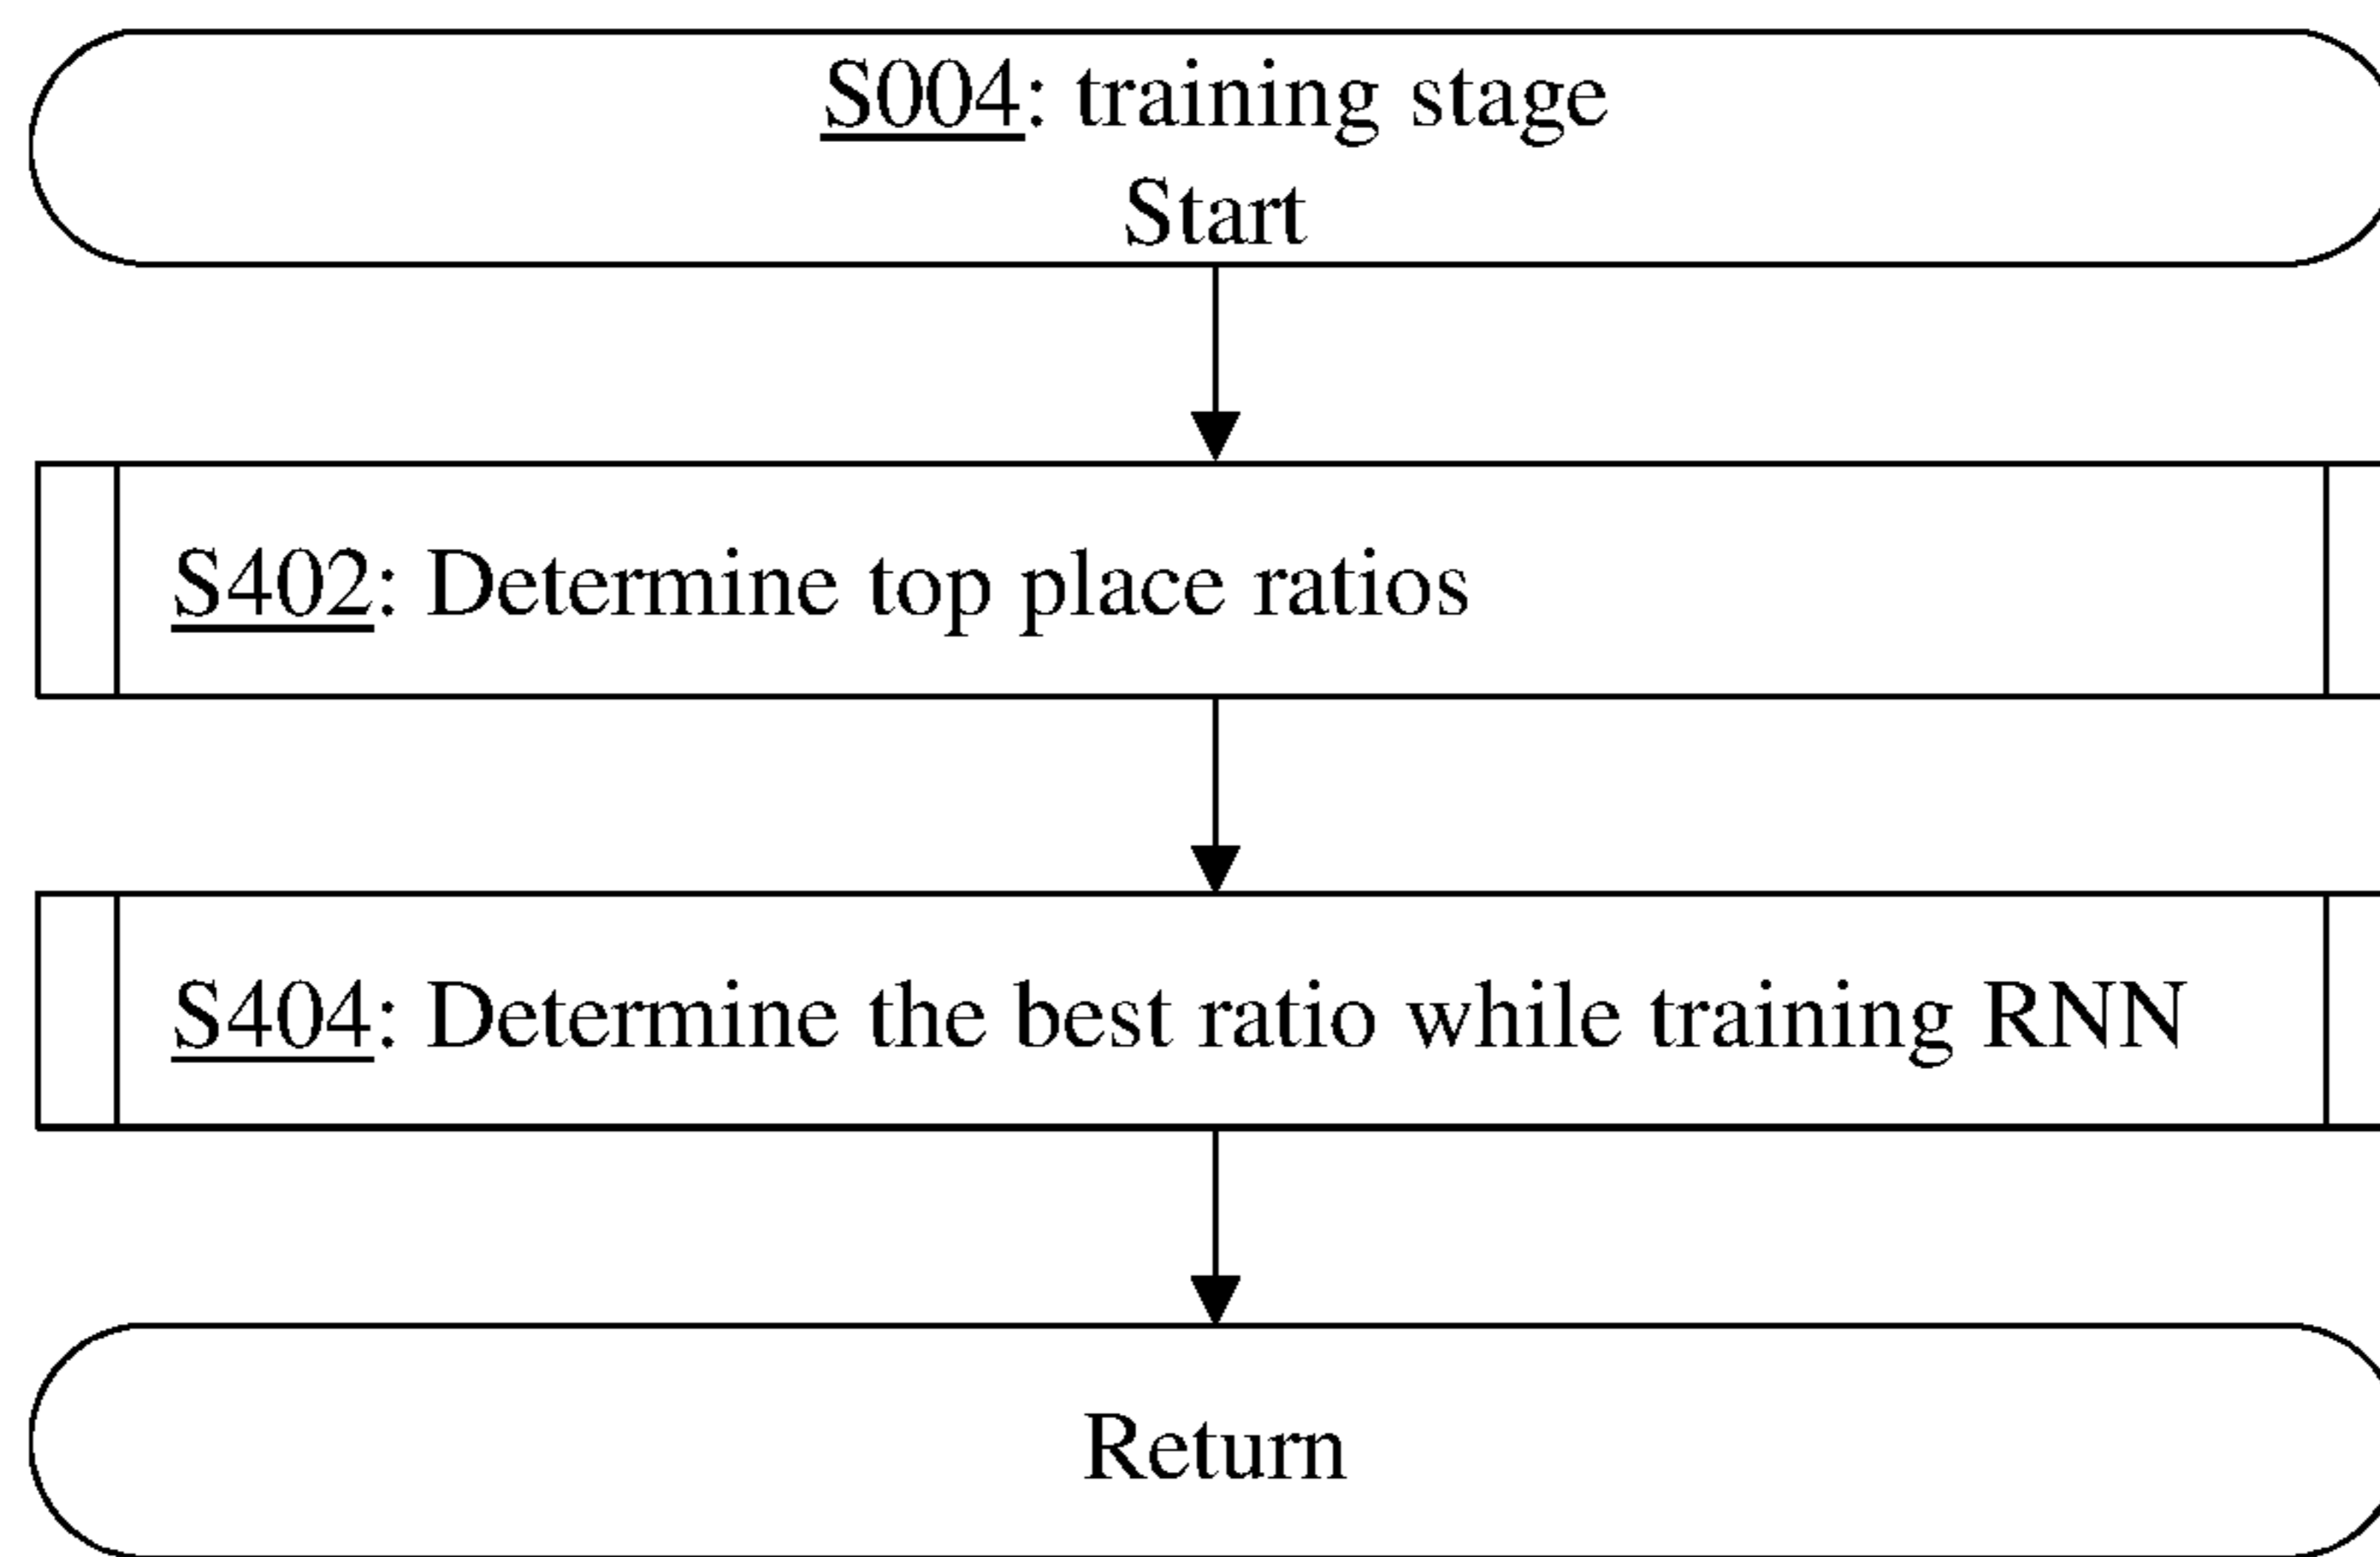 S004: training stage
Start
S402: Determine top place ratios
S404: Determine the best ratio while training RNN
Return